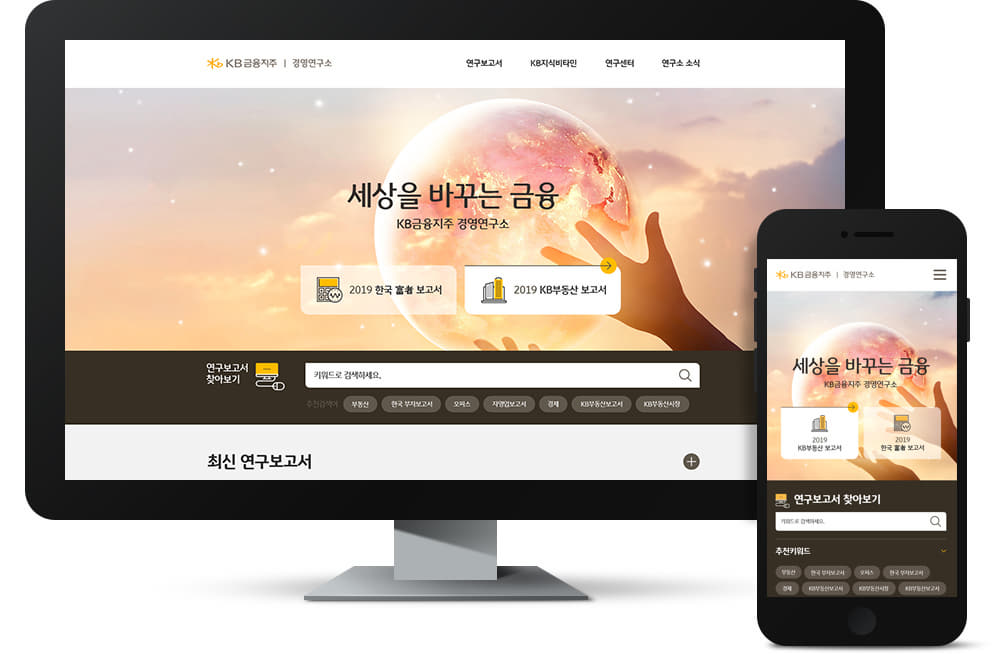 KB금융지주 | 경영연구소
연구보고서 KB지식비타민 연구센터 연구소 소식
세상을 바꾸는 금융
KB금융지주 경영연구소
2019 한국 富者 보고서
2019 KB부동산 보고서
연구보고서
찾아보기
키워드로 검색하세요.
추천검색어 부동산 한국 부자보고서 오피스 자영업보고서 경제 KB부동산보고서 KB부동산시장
최신 연구보고서
KB금융지주 | 경영연구소
세상을 바꾸는 금융
KB금융지주 경영연구소
2019
KB부동산 보고서
2019
한국 富者 보고서
연구보고서 찾아보기
키워드로 검색하세요.
추천키워드
부동산 한국 부자보고서 오피스 한국 부자보고서
경제 KB부동산보고서 KB부동산시장 KB부동산보고서